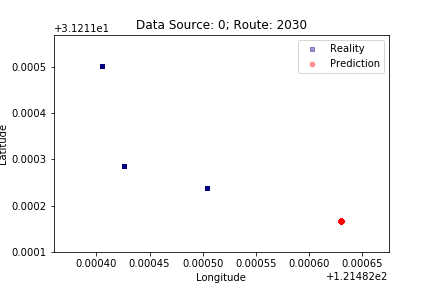 Data Source: 0; Route: 2030
+3.1211e1
Reality
Prediction
0.0005
0.0004
0.0003
0.0002
0.0001
Latitude
0.00040
0.00045
0.00050
0.00055
0.00060
0.00065
Longitude
+1.21482e2